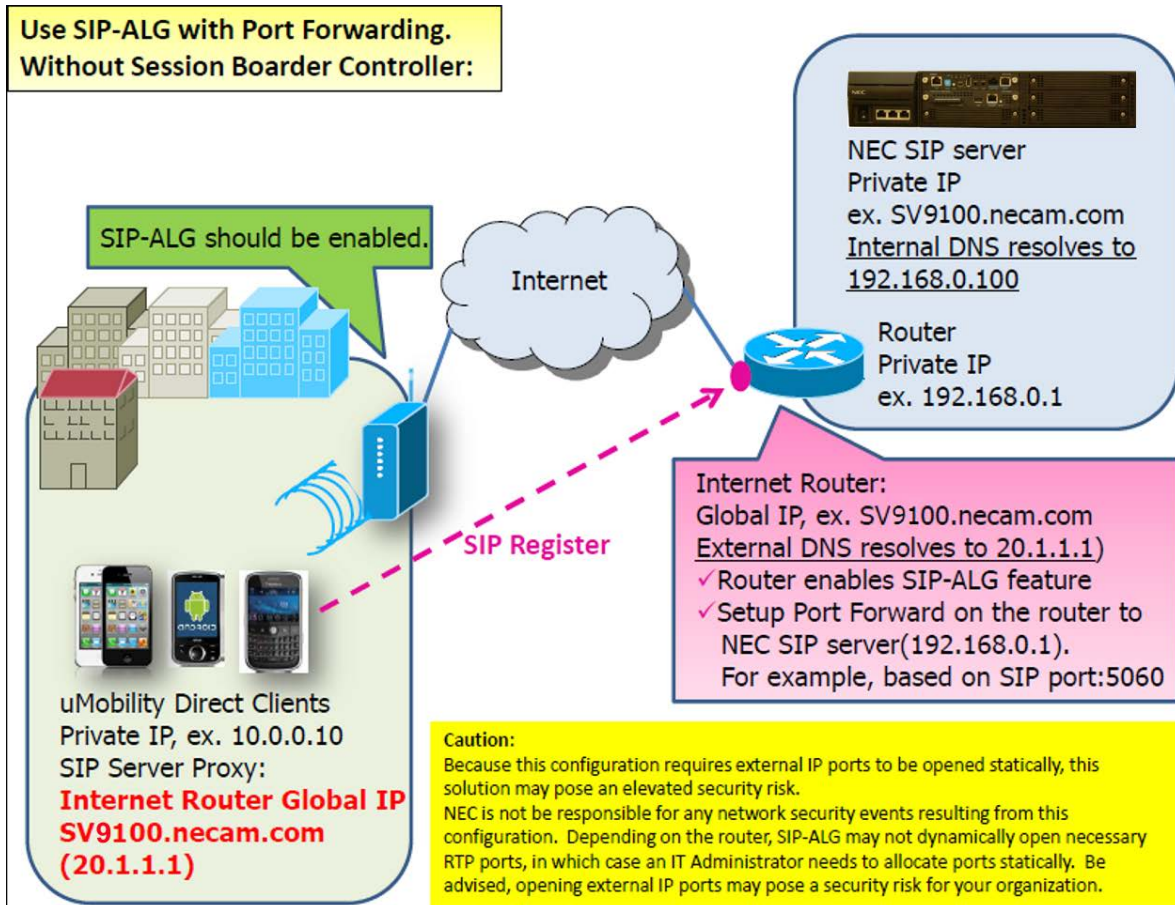 Use SIP-ALG with Port Forwarding.
Without Session Boarder Controller:
NEC
NEC SIP server
Private IP
ex. SV9100.necam.com
Internal DNS resolves to
192.168.0.100
Router
Private IP
ex. 192.168.0.1
SIP-ALG should be enabled.
Internet
SIP Register
Internet Router:
Global IP, ex. SV9100.necam.com
External DNS resolves to 20.1.1.1)
✓Router enables SIP-ALG feature
✓Setup Port Forward on the router to
NEC SIP server(192.168.0.1).
For example, based on SIP port:5060
ANDROID
uMobility Direct Clients
Private IP, ex. 10.0.0.10
SIP Server Proxy:
Internet Router Global IP
SV9100.necam.com
(20.1.1.1)
Caution:
Because this configuration requires external IP ports to be opened statically, this
solution may pose an elevated security risk.
NEC is not be responsible for any network security events resulting from this
configuration.  Depending on the router, SIP-ALG may not dynamically open necessary
RTP ports, in which case an IT Administrator needs to allocate ports statically.  Be
advised, opening external IP ports may pose a security risk for your organization.